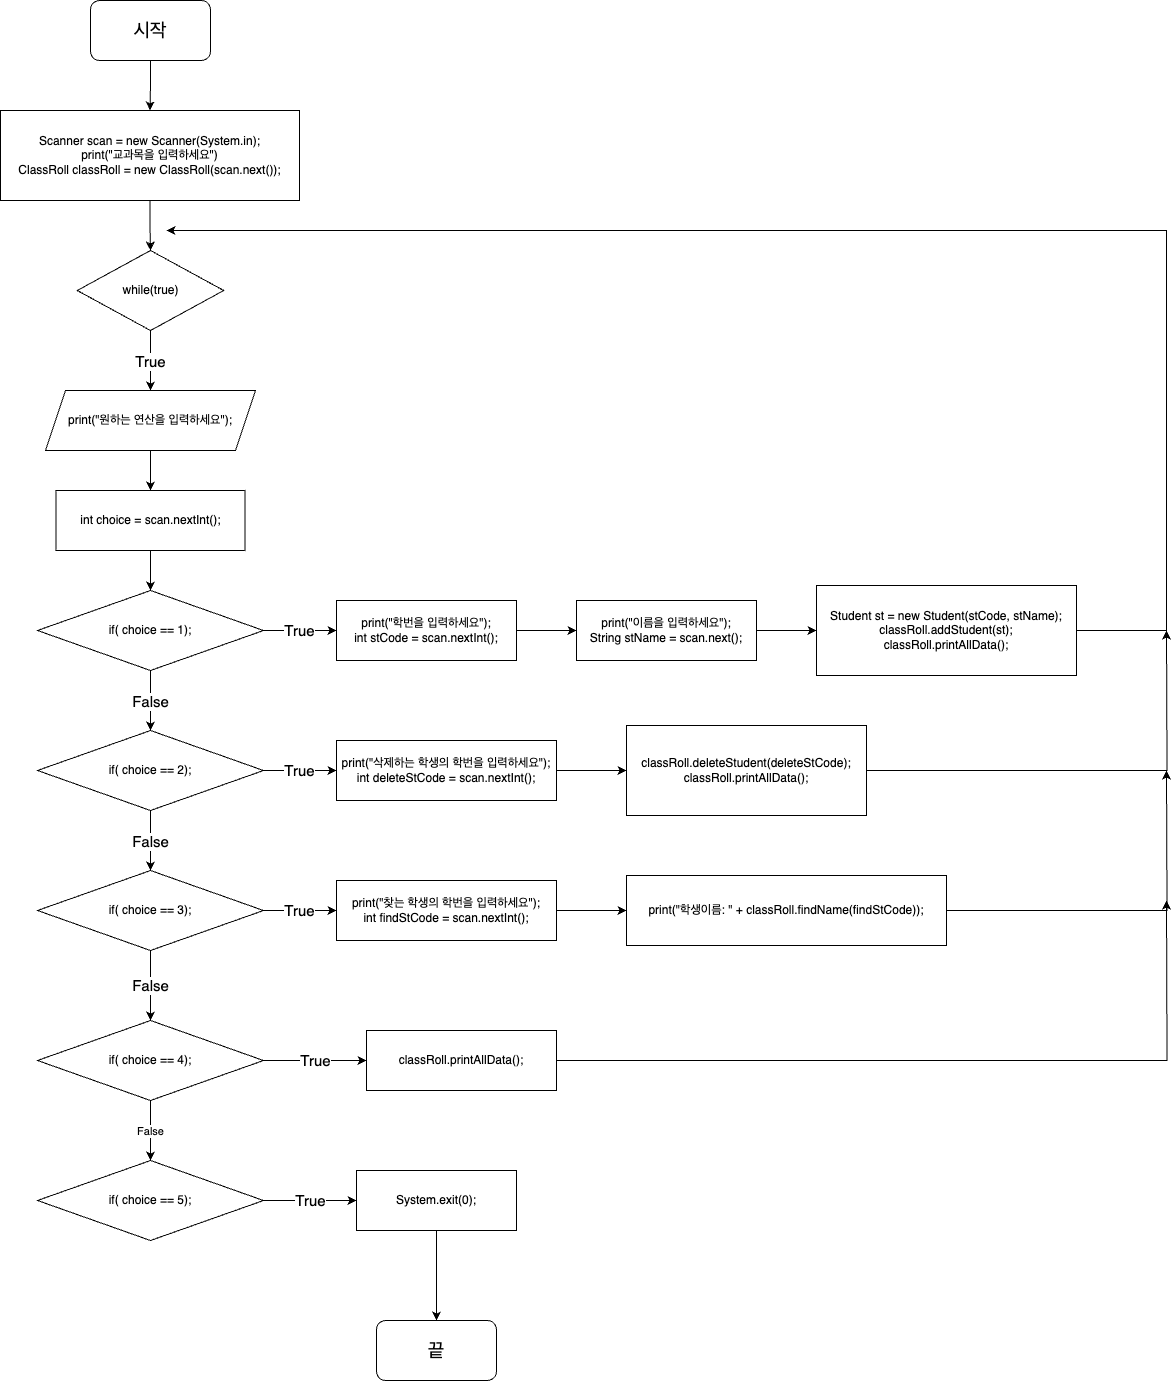 시작
Scanner scan = new Scanner(System.in);
print("교과목을 입력하세요")
ClassRoll classRoll = new ClassRoll(scan.next());
while(true)
True
print("원하는 연산을 입력하세요");
int choice = scan.nextInt();
if( choice == 1);
True
print("학번을 입력하세요");
int stCode = scan.nextInt();
print("이름을 입력하세요");
String stName = scan.next();
Student st = new Student(stCode, stName);
classRoll.addStudent(st);
classRoll.printAllData();
False
if( choice == 2);
True
print("삭제하는 학생의 학번을 입력하세요");
int deleteStCode = scan.nextInt();
classRoll.deleteStudent(deleteStCode);
classRoll.printAllData();
False
if( choice == 3);
True
print("찾는 학생의 학번을 입력하세요");
int findStCode = scan.nextInt();
print("학생이름: " + classRoll.findName(findStCode));
False
if( choice == 4);
True
classRoll.printAllData();
False
if( choice == 5);
True
System.exit(0);
끝